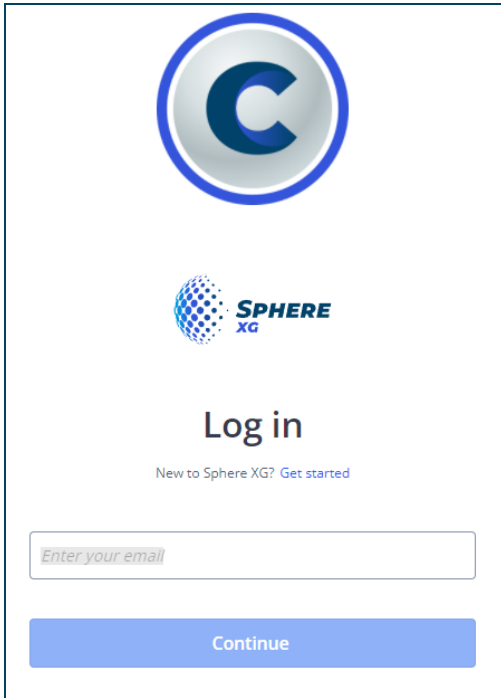 C
SPHERE
XG
Log in
New to Sphere XG? Get started
Enter your email
Continue